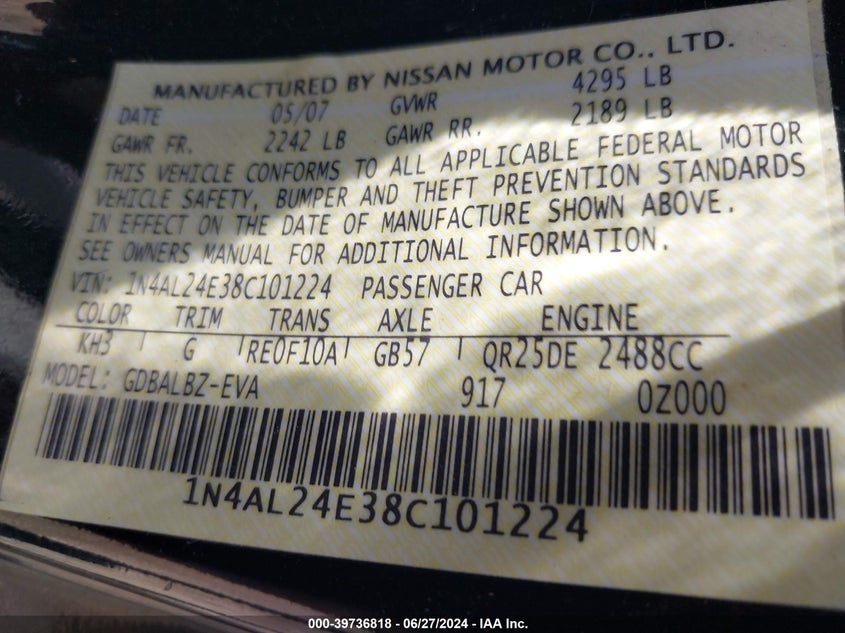 MANUFACTURED BY NISSAN MOTOR CO., LTD.
DATE 05/07 GVWR 4295 LB
GAWR FR. 2242 LB GAWR RR. 2189 LB
THIS VEHICLE CONFORMS TO ALL APPLICABLE FEDERAL MOTOR
VEHICLE SAFETY, BUMPER AND THEFT PREVENTION STANDARDS
IN EFFECT ON THE DATE OF MANUFACTURE SHOWN ABOVE.
SEE OWNERS MANUAL FOR ADDITIONAL INFORMATION.
VIN: 1N4AL24E38C101224 PASSENGER CAR
COLOR TRIM TRANS AXLE ENGINE
KH3 G RE0F10A GB57 QR25DE 2488CC
MODEL: GDBALBZ-EVA 917 0Z000
1N4AL24E38C101224
000-39736818 - 06/27/2024 - IAA Inc.